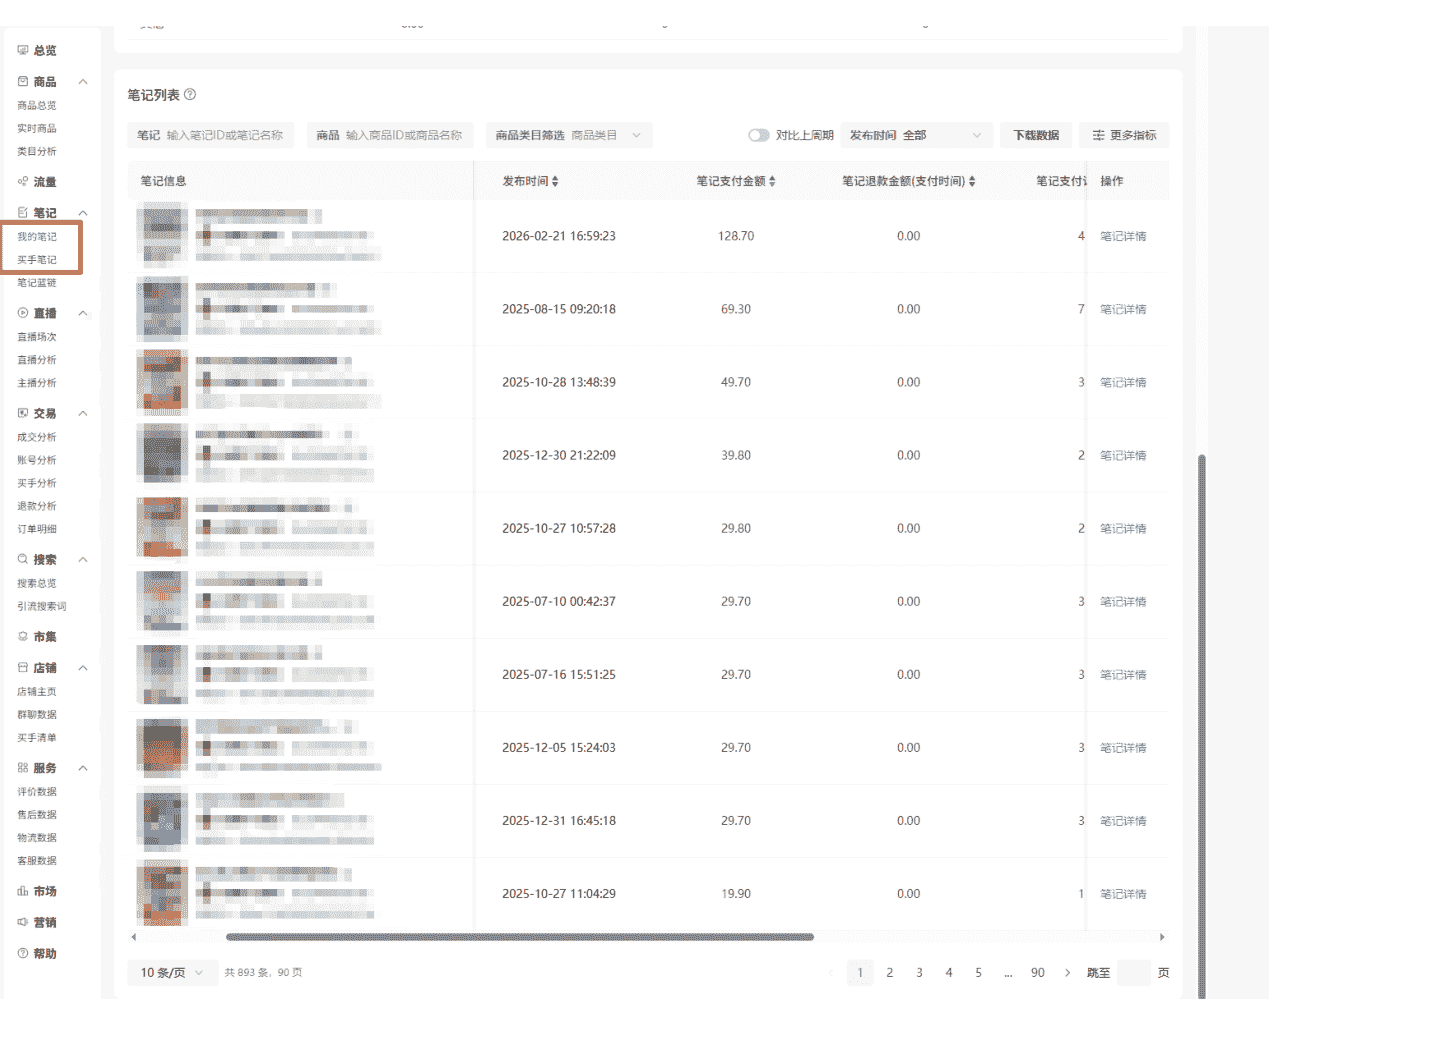 总览
商品
商品总览
实时商品
类目分析
流量
笔记
我的笔记
买手笔记
笔记蓝链
直播
直播场次
直播分析
主播分析
交易
成交分析
账号分析
买手分析
退款分析
订单明细
搜索
搜索总览
引流搜索词
市集
店铺
店铺主页
群聊数据
买手清单
服务
评价数据
售后数据
物流数据
客服数据
市场
营销
帮助
笔记列表
笔记 输入笔记ID或笔记名称 商品 输入商品ID或商品名称 商品类目筛选 商品类目 对比上周期 发布时间 全部 下载数据 更多指标
笔记信息 发布时间 笔记支付金额 笔记退款金额(支付时间) 笔记支付 操作
2026-02-21 16:59:23 128.70 0.00 4 笔记详情
2025-08-15 09:20:18 69.30 0.00 7 笔记详情
2025-10-28 13:48:39 49.70 0.00 3 笔记详情
2025-12-30 21:22:09 39.80 0.00 2 笔记详情
2025-10-27 10:57:28 29.80 0.00 2 笔记详情
2025-07-10 00:42:37 29.70 0.00 3 笔记详情
2025-07-16 15:51:25 29.70 0.00 3 笔记详情
2025-12-05 15:24:03 29.70 0.00 3 笔记详情
2025-12-31 16:45:18 29.70 0.00 3 笔记详情
2025-10-27 11:04:29 19.90 0.00 1 笔记详情
10 条/页 共 893 条，90 页 1 2 3 4 5 ... 90 跳至 页